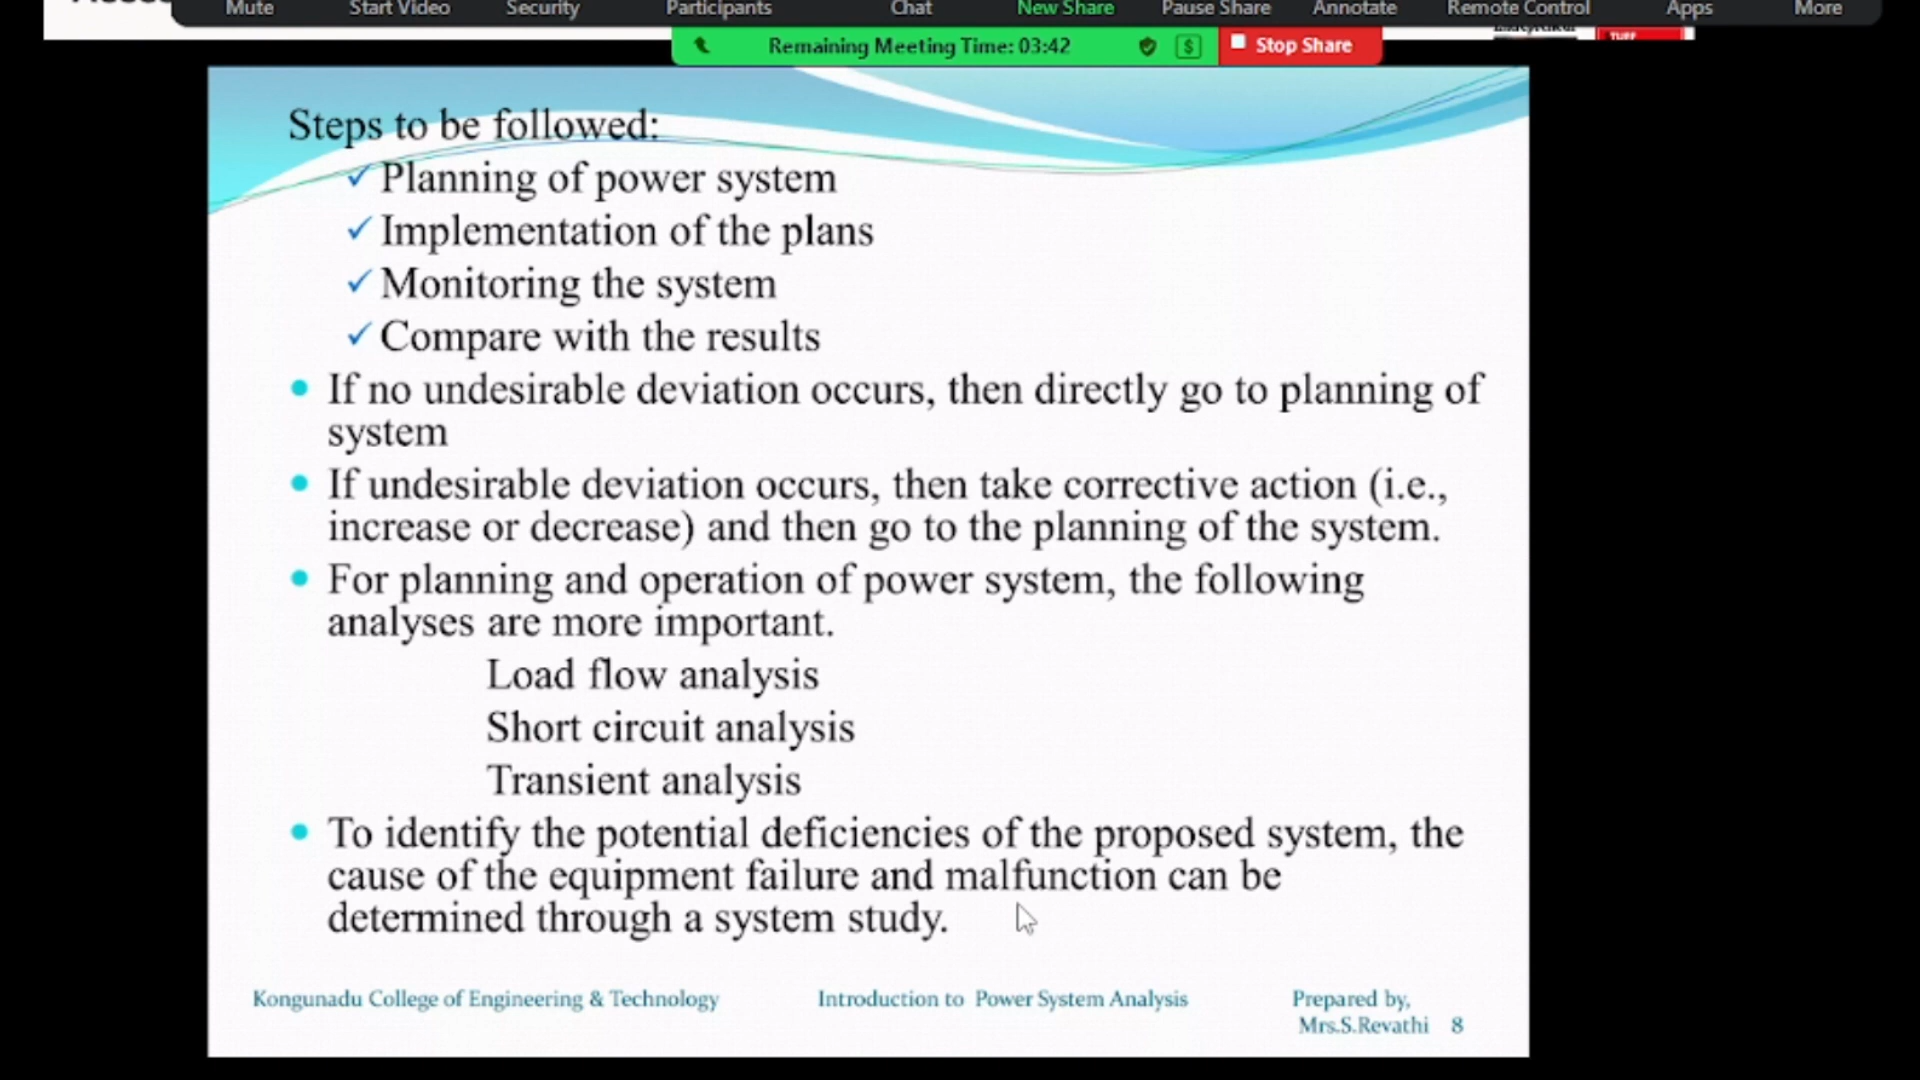 Mute Start Video Security Participants Chat New Share Pause Share Annotate Remote Control Apps More
Remaining Meeting Time: 03:42 $ Stop Share
TUFF
Steps to be followed:
✓ Planning of power system
✓ Implementation of the plans
✓ Monitoring the system
✓ Compare with the results
• If no undesirable deviation occurs, then directly go to planning of
system
• If undesirable deviation occurs, then take corrective action (i.e.,
increase or decrease) and then go to the planning of the system.
• For planning and operation of power system, the following
analyses are more important.
Load flow analysis
Short circuit analysis
Transient analysis
• To identify the potential deficiencies of the proposed system, the
cause of the equipment failure and malfunction can be
determined through a system study.
Kongunadu College of Engineering & Technology Introduction to Power System Analysis Prepared by,
Mrs.S.Revathi 8